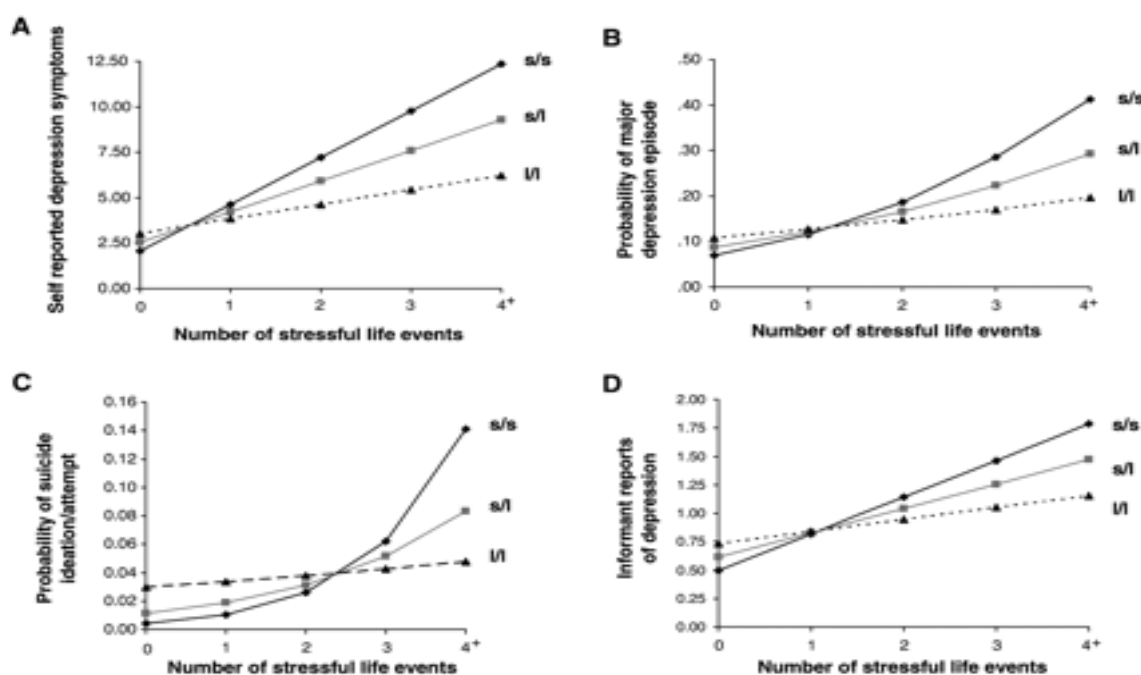 A
Self reported depression symptoms
12.50
10.00
7.50
5.00
2.50
0.00
0 1 2 3 4+
Number of stressful life events
s/s
s/l
l/l
B
Probability of major
depression episode
.50
.40
.30
.20
.10
.00
0 1 2 3 4+
Number of stressful life events
s/s
s/l
l/l
C
Probability of suicide
ideation/attempt
0.16
0.14
0.12
0.10
0.08
0.06
0.04
0.02
0.00
0 1 2 3 4+
Number of stressful life events
s/s
s/l
l/l
D
Informant reports
of depression
2.00
1.75
1.50
1.25
1.00
0.75
0.50
0.25
0.00
0 1 2 3 4+
Number of stressful life events
s/s
s/l
l/l